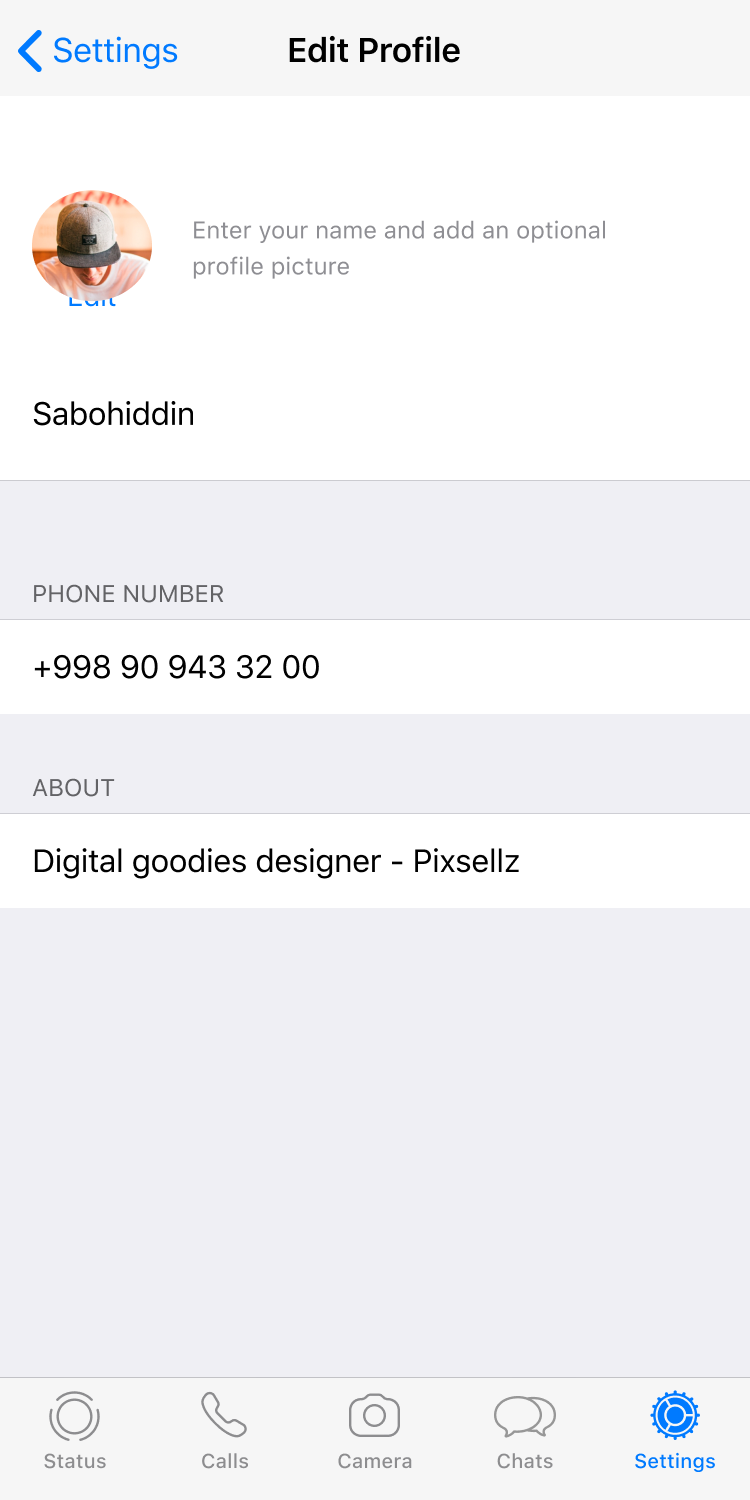 Settings
Edit Profile
Enter your name and add an optional
profile picture
Edit
Sabohiddin
PHONE NUMBER
+998 90 943 32 00
ABOUT
Digital goodies designer - Pixsellz
Status
Calls
Camera
Chats
Settings